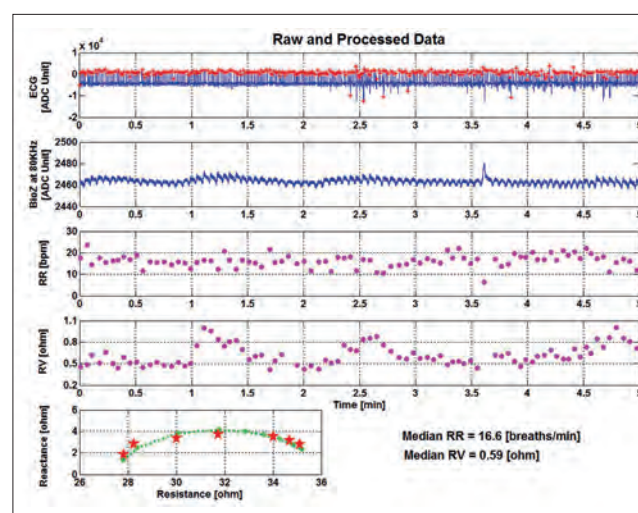 Raw and Processed Data
x 10⁴
ECG
[ADC Unit]
1
0
-1
-2
0 0.5 1 1.5 2 2.5 3 3.5 4 4.5 5
BioZ at 80KHz
[ADC Unit]
2500
2480
2460
2440
0 0.5 1 1.5 2 2.5 3 3.5 4 4.5 5
RR [bpm]
30
20
10
0
0 0.5 1 1.5 2 2.5 3 3.5 4 4.5 5
RV [ohm]
1.1
0.8
0.5
0.2
0 0.5 1 1.5 2 2.5 3 3.5 4 4.5 5
Time [min]
Reactance
[ohm]
6
4
2
0
26 28 30 32 34 36
Resistance [ohm]
Median RR = 16.6 [breaths/min]
Median RV = 0.59 [ohm]